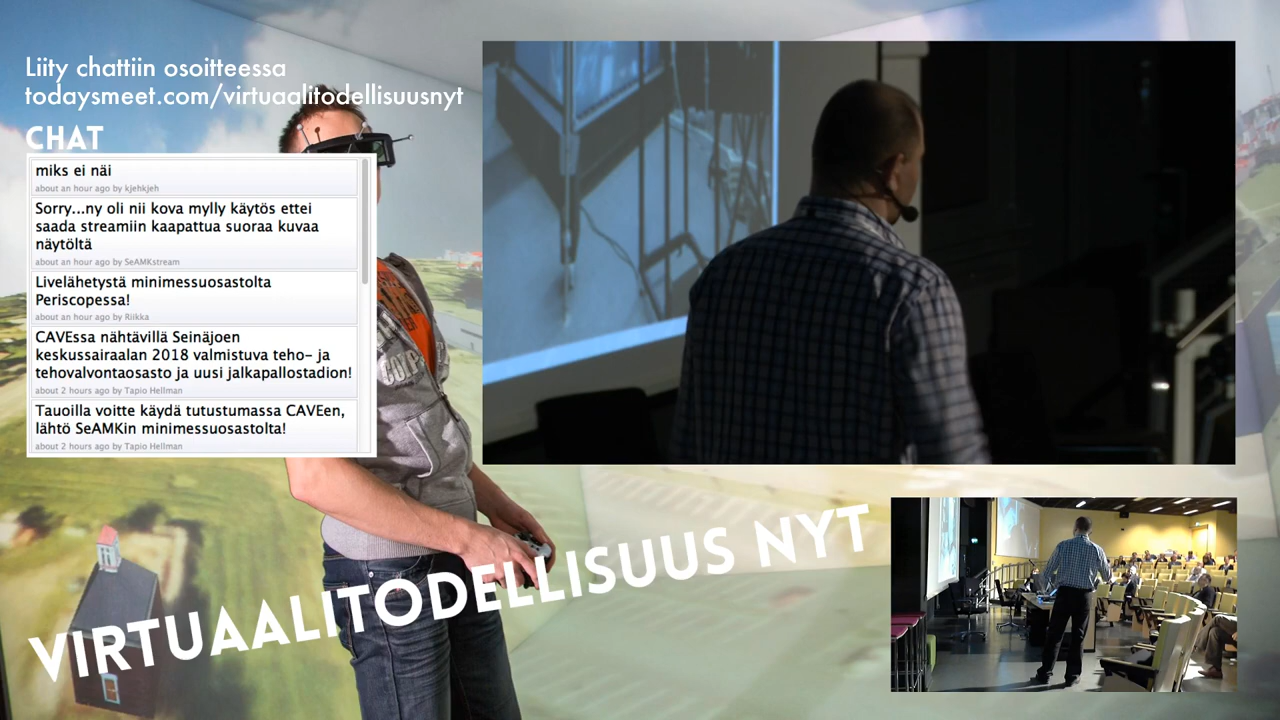 Liity chattiin osoitteessa
todaysmeet.com/virtuaalitodellisuusnyt
CHAT
miks ei näi
about an hour ago by kjehkjeh
Sorry...ny oli nii kova mylly käytös ettei
saada streamiin kaapattua suoraa kuvaa
näytöltä
about an hour ago by SeAMKstream
Livelähetystä minimessuosastolta
Periscopessa!
about an hour ago by Riikka
CAVEssa nähtävillä Seinäjoen
keskussairaalan 2018 valmistuva teho- ja
tehovalvontaosasto ja uusi jalkapallostadion!
about 2 hours ago by Tapio Hellman
Tauoilla voitte käydä tutustumassa CAVEen,
lähtö SeAMKin minimessuosastolta!
about 2 hours ago by Tapio Hellman
VIRTUAALITODELLISUUS NYT